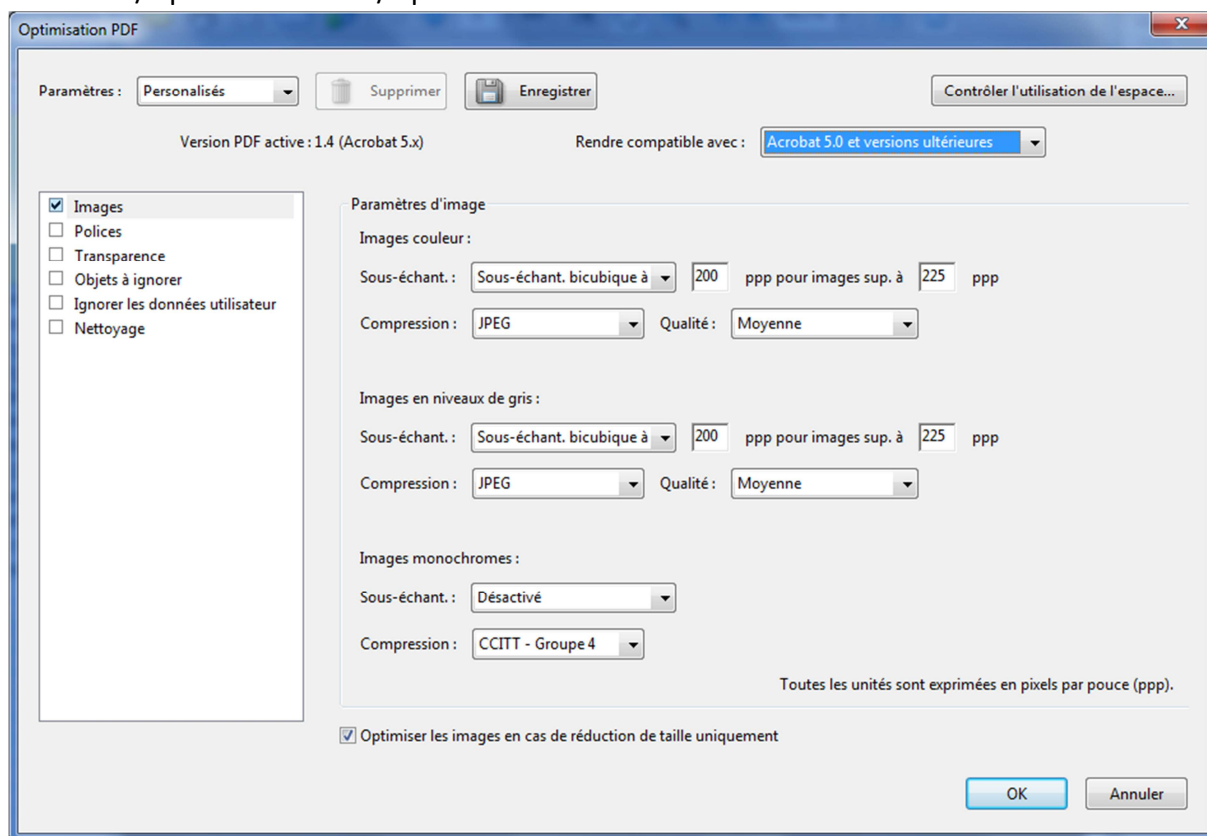 Optimisation PDF
Paramètres : Personalisés Supprimer Enregistrer Contrôler l'utilisation de l'espace...
Version PDF active : 1.4 (Acrobat 5.x) Rendre compatible avec : Acrobat 5.0 et versions ultérieures
Images
Polices
Transparence
Objets à ignorer
Ignorer les données utilisateur
Nettoyage
Paramètres d'image
Images couleur :
Sous-échant. : Sous-échant. bicubique à 200 ppp pour images sup. à 225 ppp
Compression : JPEG Qualité : Moyenne
Images en niveaux de gris :
Sous-échant. : Sous-échant. bicubique à 200 ppp pour images sup. à 225 ppp
Compression : JPEG Qualité : Moyenne
Images monochromes :
Sous-échant. : Désactivé
Compression : CCITT - Groupe 4
Toutes les unités sont exprimées en pixels par pouce (ppp).
Optimiser les images en cas de réduction de taille uniquement
OK Annuler